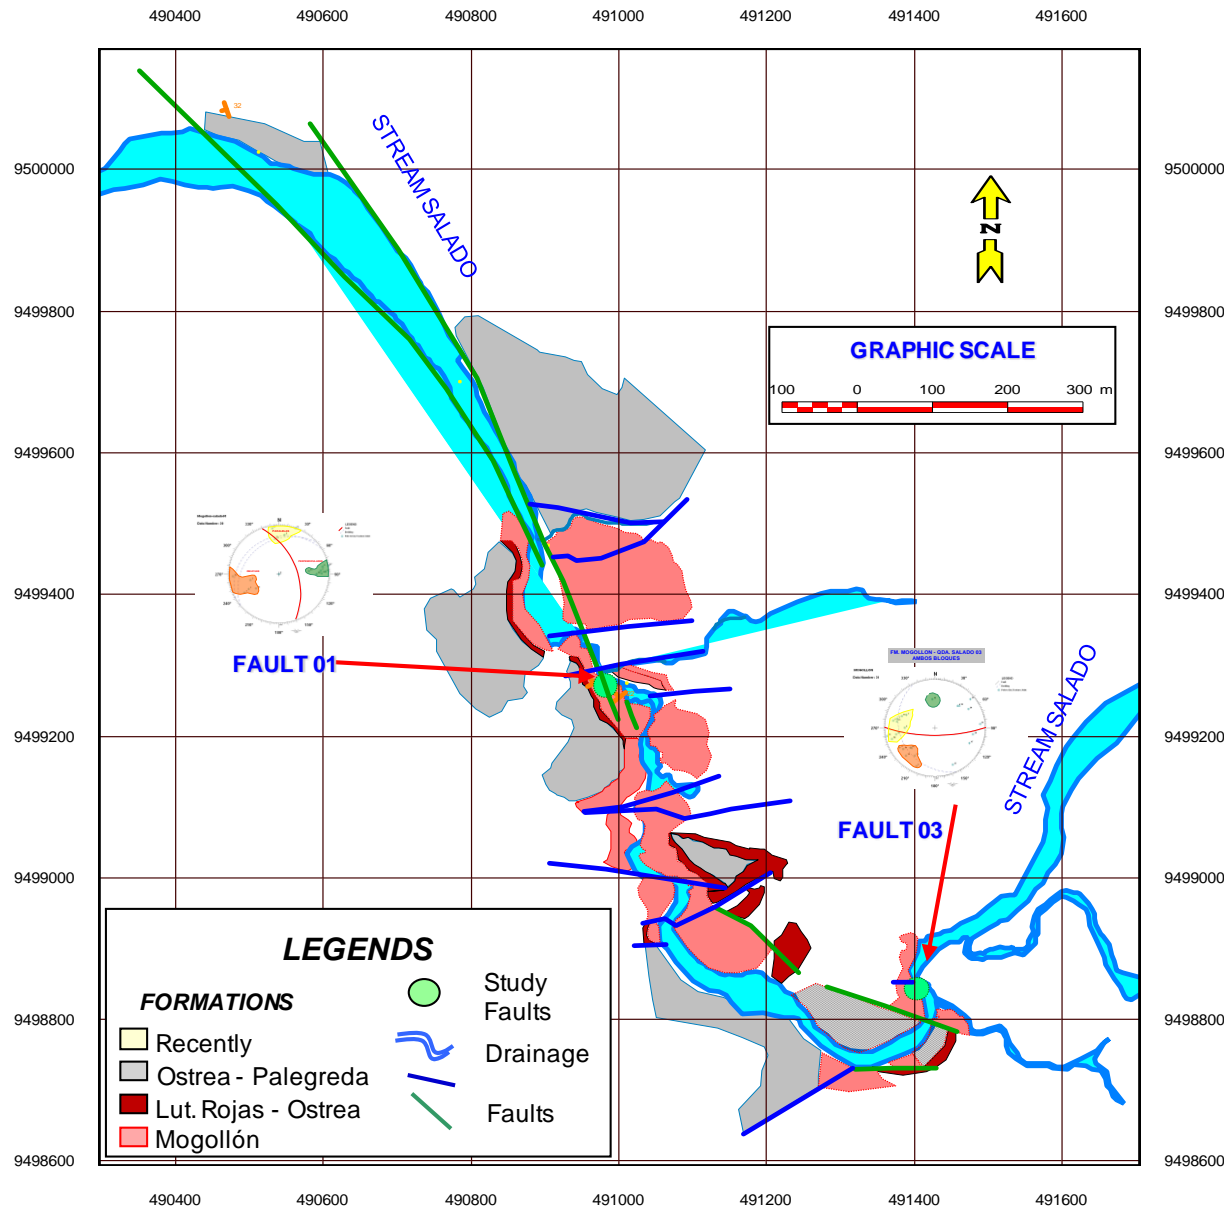 490400 490600 490800 491000 491200 491400 491600
STREAM SALADO
32
9500000 9500000
N
9499800 9499800
GRAPHIC SCALE
100 0 100 200 300 m
9499600 9499600
N
9499400 9499400
FAULT 01
FM. MOGOLLON - QDA. SALADO 03
AMBOS BLOQUES
N
STREAM SALADO
9499200 9499200
FAULT 03
9499000 9499000
LEGENDS
FORMATIONS
Recently
Ostrea - Palegreda
Lut. Rojas - Ostrea
Mogollón
Study
Faults
Drainage
Faults
9498800 9498800
9498600 9498600
490400 490600 490800 491000 491200 491400 491600